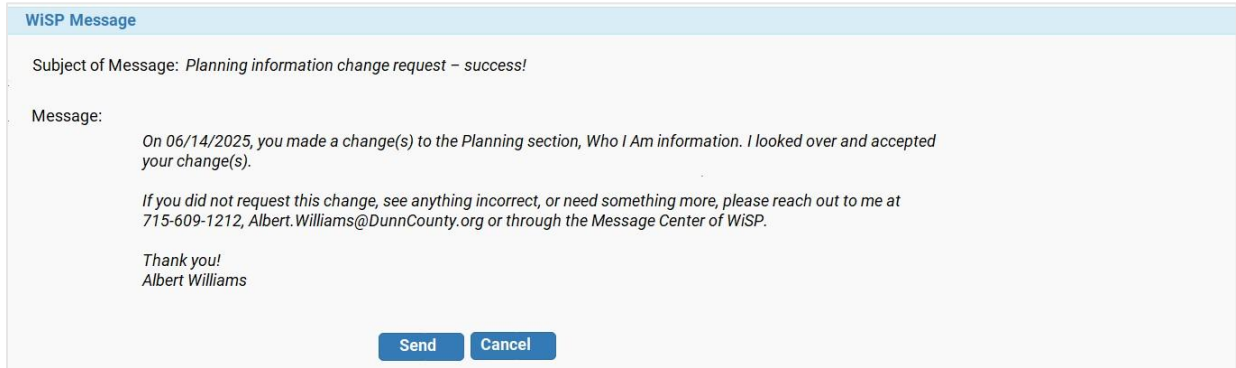 WiSP Message
Subject of Message: Planning information change request – success!
Message:
On 06/14/2025, you made a change(s) to the Planning section, Who I Am information. I looked over and accepted
your change(s).
If you did not request this change, see anything incorrect, or need something more, please reach out to me at
715-609-1212, Albert.Williams@DunnCounty.org or through the Message Center of WiSP.
Thank you!
Albert Williams
Send Cancel